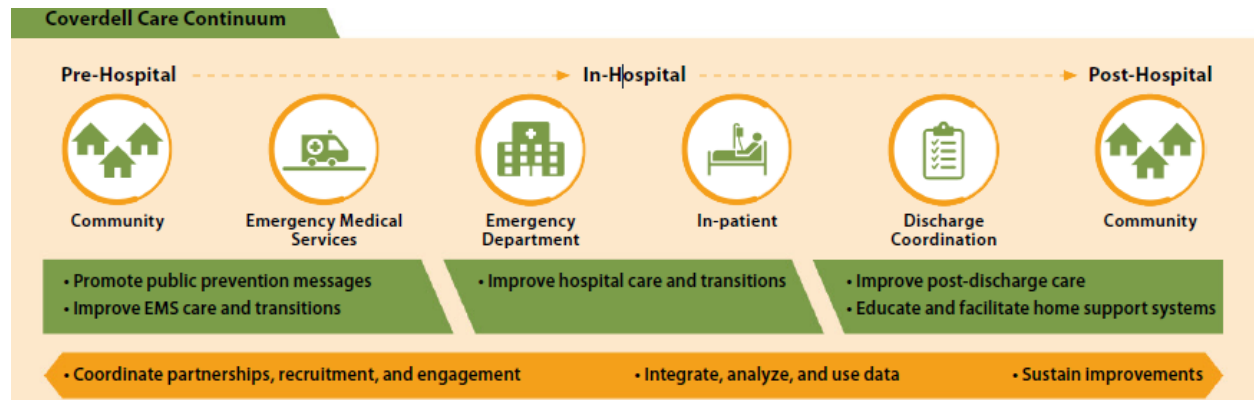 Coverdell Care Continuum
Pre-Hospital In-Hospital Post-Hospital
Community
Emergency Medical
Services
Emergency
Department
In-patient
Discharge
Coordination
Community
• Promote public prevention messages
• Improve EMS care and transitions
• Improve hospital care and transitions
• Improve post-discharge care
• Educate and facilitate home support systems
• Coordinate partnerships, recruitment, and engagement • Integrate, analyze, and use data • Sustain improvements